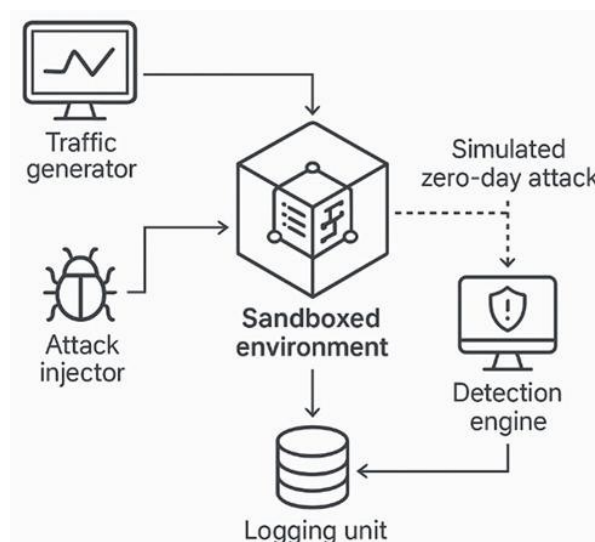 Traffic
generator
Simulated
zero-day attack
Attack
injector
Sandboxed
environment
Detection
engine
Logging unit